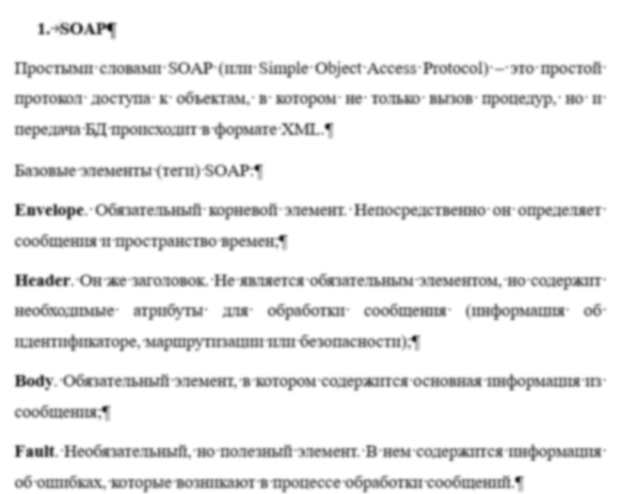 1.→SOAP¶
Простыми словами SOAP (или Simple Object Access Protocol) – это простой
протокол доступа к объектам, в котором не только вызов процедур, но и
передача БД происходит в формате XML.¶
Базовые элементы (теги) SOAP:¶
Envelope. Обязательный корневой элемент. Непосредственно он определяет
сообщения и пространство времен;¶
Header. Он же заголовок. Не является обязательным элементом, но содержит
необходимые атрибуты для обработки сообщения (информация об
идентификаторе, маршрутизации или безопасности);¶
Body. Обязательный элемент, в котором содержится основная информация из
сообщения;¶
Fault. Необязательный, но полезный элемент. В нем содержится информация
об ошибках, которые возникают в процессе обработки сообщений.¶